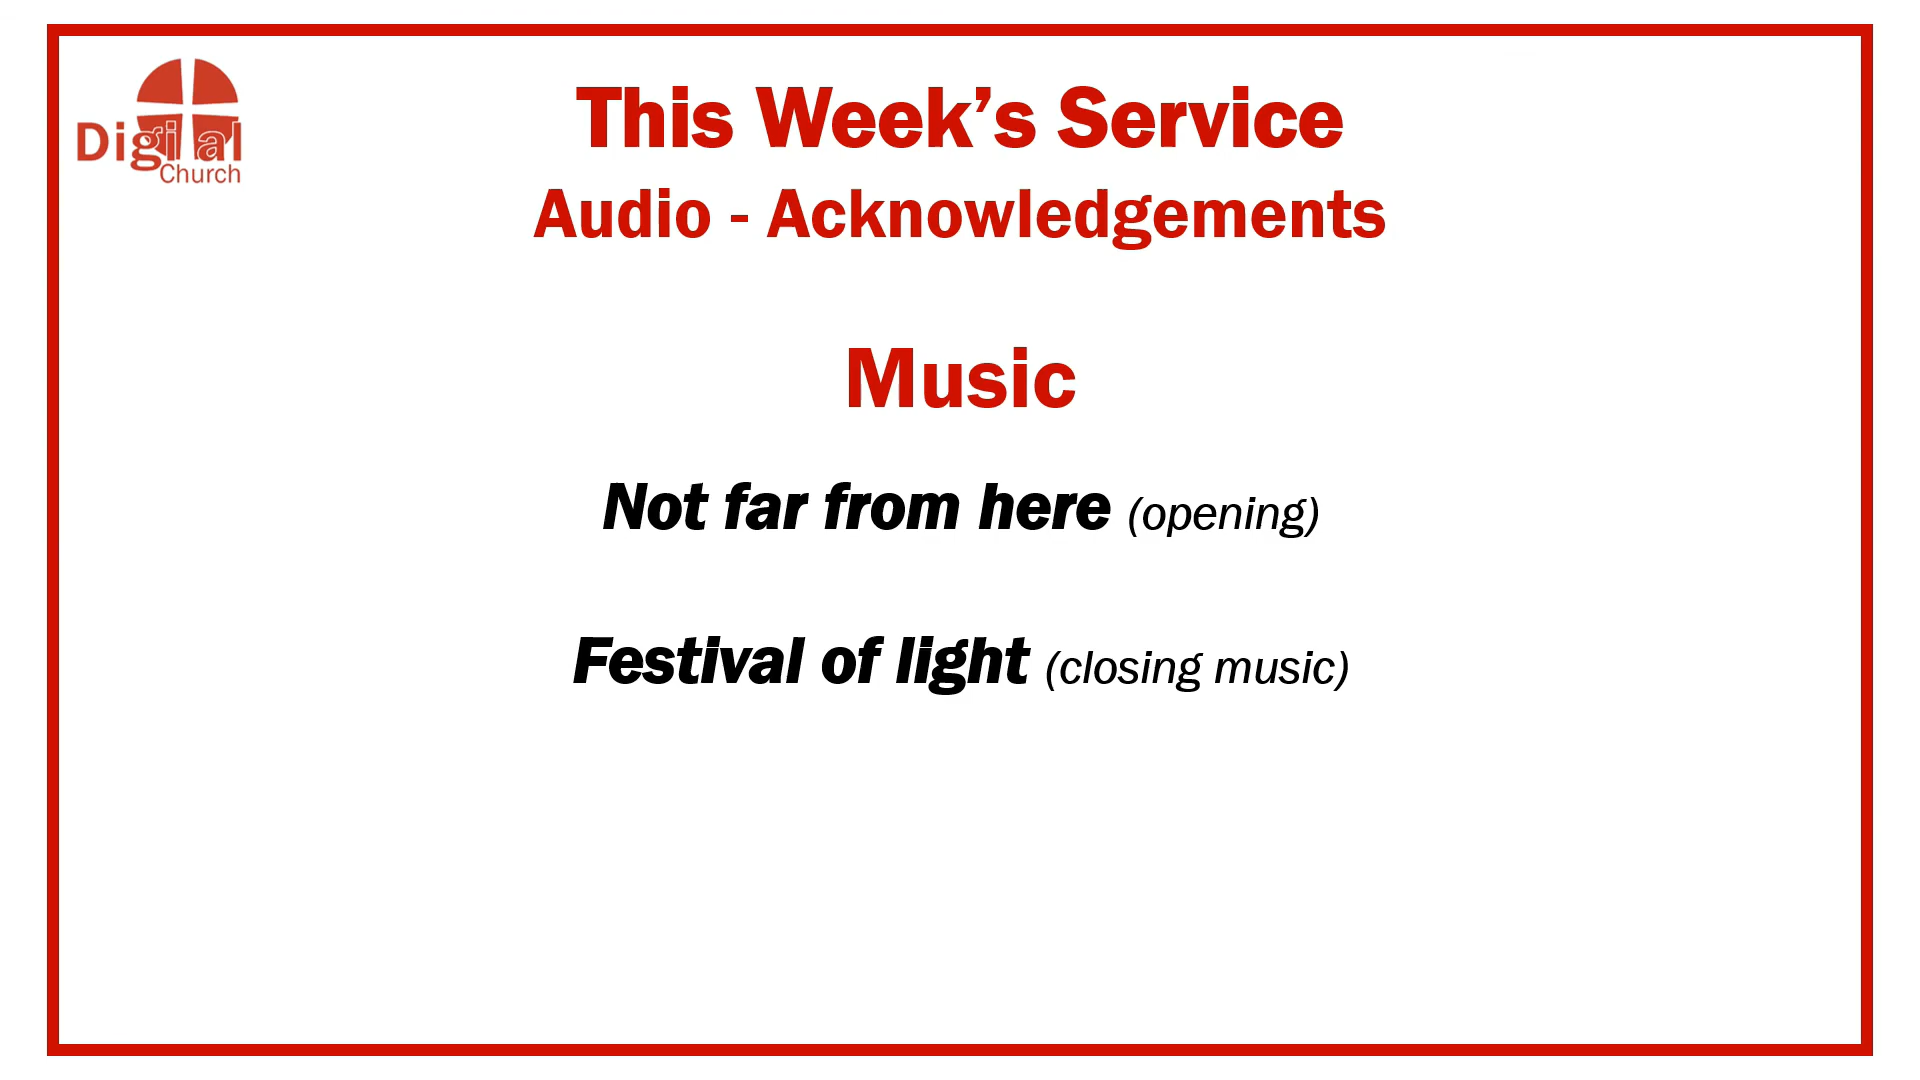 Digital
Church
This Week’s Service
Audio - Acknowledgements
Music
Not far from here (opening)
Festival of light (closing music)